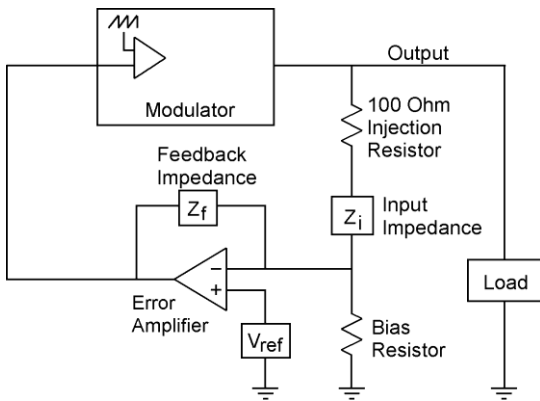 Output
Modulator
100 Ohm
Injection
Resistor
Feedback
Impedance
Zf
Zi
Input
Impedance
Load
Error
Amplifier
−
+
Vref
Bias
Resistor